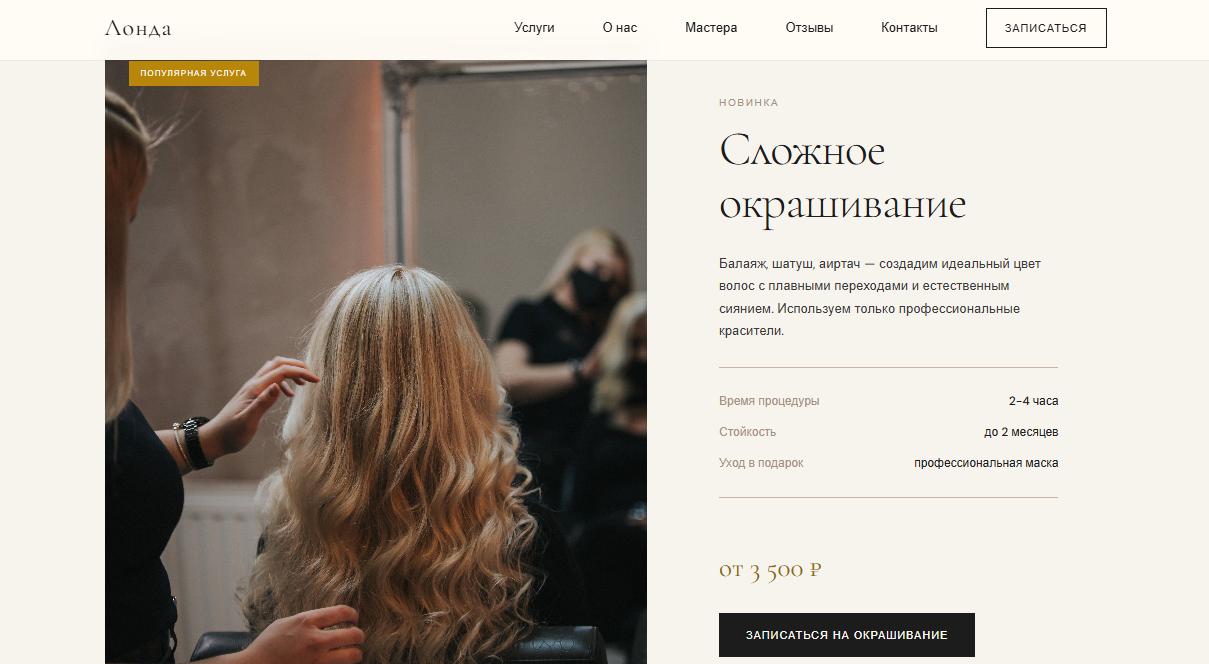 Лонда
Услуги
О нас
Мастера
Отзывы
Контакты
ЗАПИСАТЬСЯ
ПОПУЛЯРНАЯ УСЛУГА
НОВИНКА
Сложное
окрашивание
Балаяж, шатуш, аиртач — создадим идеальный цвет
волос с плавными переходами и естественным
сиянием. Используем только профессиональные
красители.
Время процедуры 2–4 часа
Стойкость до 2 месяцев
Уход в подарок профессиональная маска
от 3 500 ₽
ЗАПИСАТЬСЯ НА ОКРАШИВАНИЕ